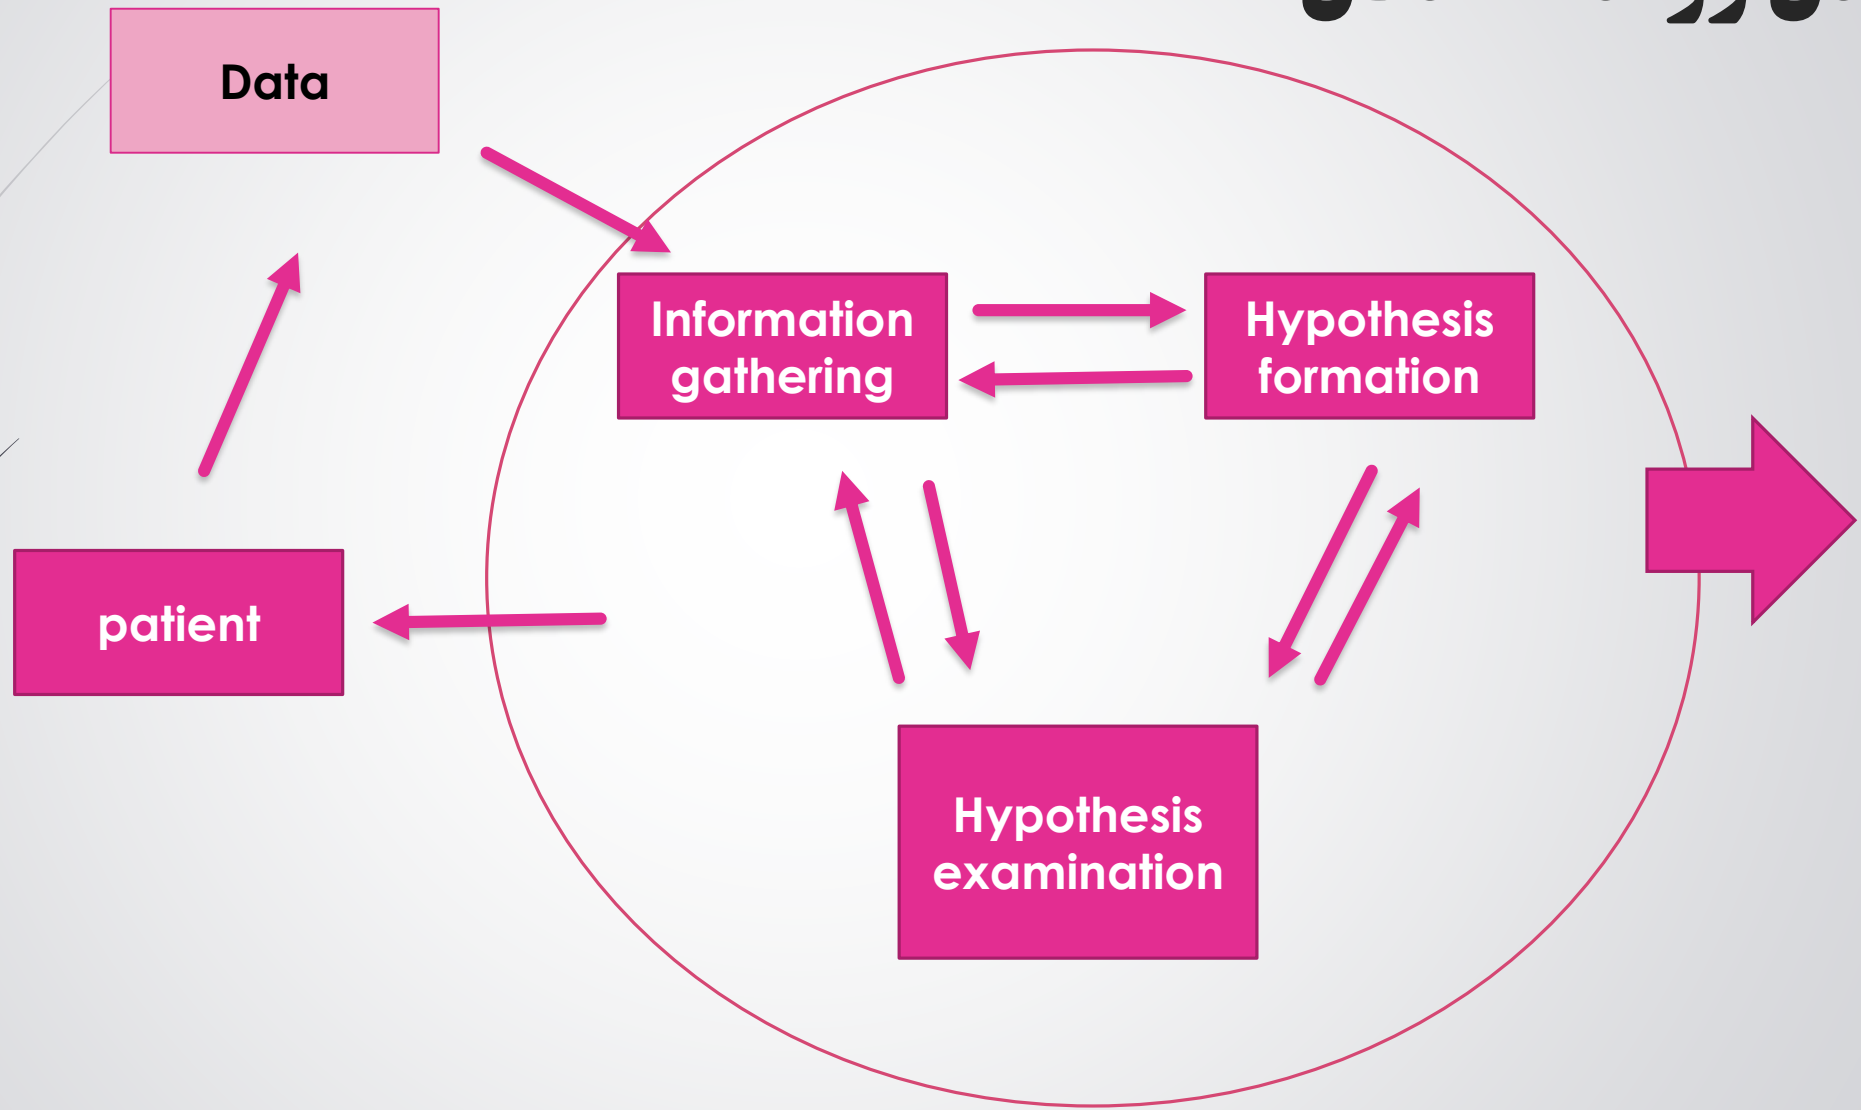 Data
Information
gathering
Hypothesis
formation
patient
Hypothesis
examination